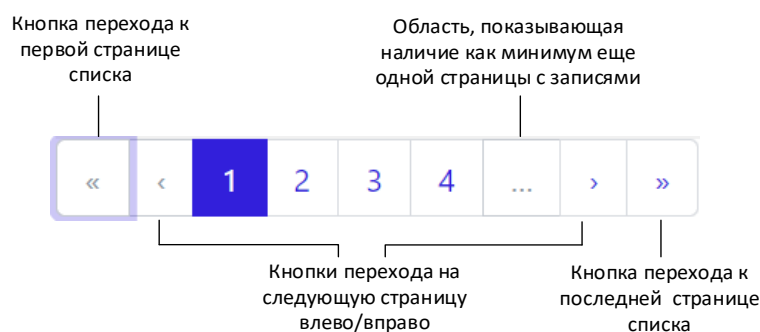 Кнопка перехода к
первой странице
списка
Область, показывающая
наличие как минимум еще
одной страницы с записями
« ‹ 1 2 3 4 ... › »
Кнопки перехода на
следующую страницу
влево/вправо
Кнопка перехода к
последней странице
списка